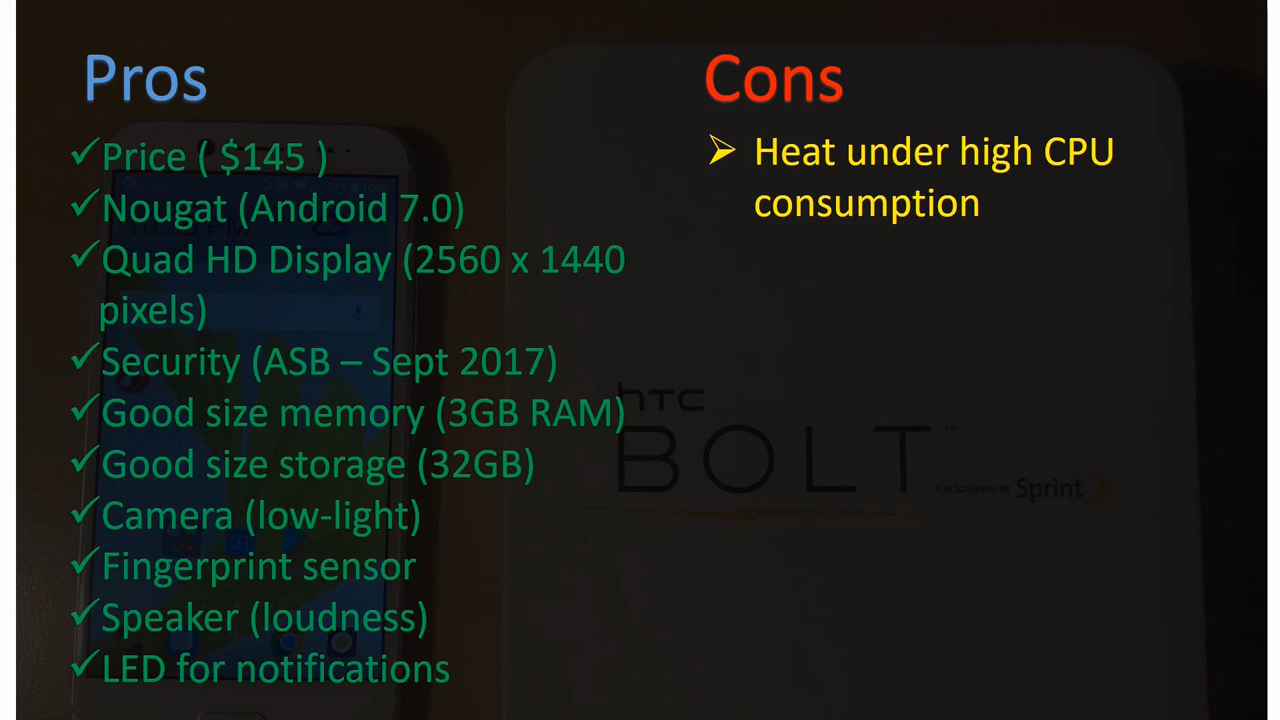 Pros
Price ( $145 )
Nougat (Android 7.0)
Quad HD Display (2560 x 1440
pixels)
Security (ASB – Sept 2017)
Good size memory (3GB RAM)
Good size storage (32GB)
Camera (low-light)
Fingerprint sensor
Speaker (loudness)
LED for notifications
Cons
Heat under high CPU
consumption
hTC
BOLT™
Exclusively at Sprint